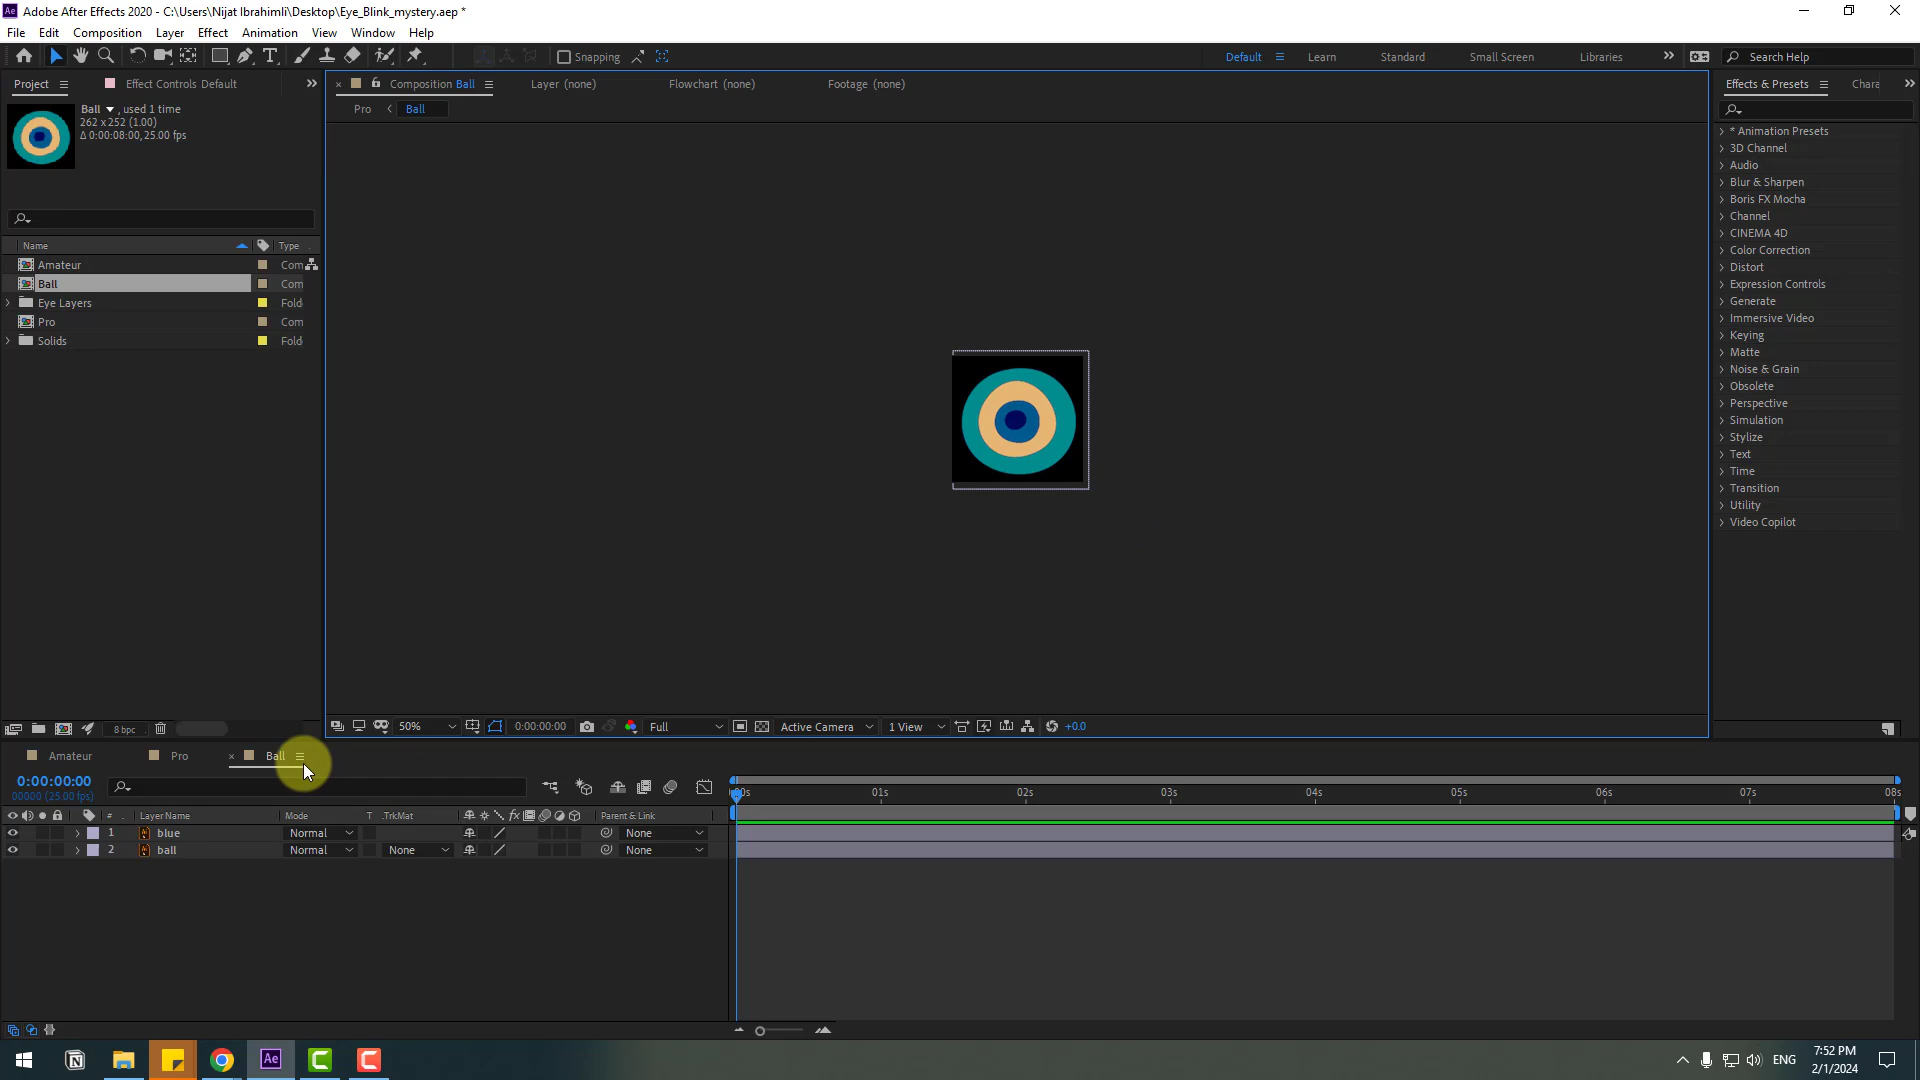 Adobe After Effects 2020 - C:\Users\Nijat Ibrahimli\Desktop\Eye_Blink_mystery.aep *
File Edit Composition Layer Effect Animation View Window Help
Snapping Default Learn Standard Small Screen Libraries Search Help
Project Effect Controls Default Composition Ball Layer (none) Flowchart (none) Footage (none) Effects & Presets Chara
Pro Ball
Ball , used 1 time
262 x 252 (1.00)
Δ 0:00:08:00, 25.00 fps
Name Type
Amateur Com
Ball Com
Eye Layers Fold
Pro Com
Solids Fold
* Animation Presets
3D Channel
Audio
Blur & Sharpen
Boris FX Mocha
Channel
CINEMA 4D
Color Correction
Distort
Expression Controls
Generate
Immersive Video
Keying
Matte
Noise & Grain
Obsolete
Perspective
Simulation
Stylize
Text
Time
Transition
Utility
Video Copilot
8 bpc 50% 0:00:00:00 Full Active Camera 1 View +0.0
Amateur Pro Ball
0:00:00:00
00000 (25.00 fps)
00s 01s 02s 03s 04s 05s 06s 07s 08s
# Layer Name Mode T .TrkMat fx Parent & Link
1 Ai blue Normal None
2 Ai ball Normal None None
Ae ENG 7:52 PM
2/1/2024